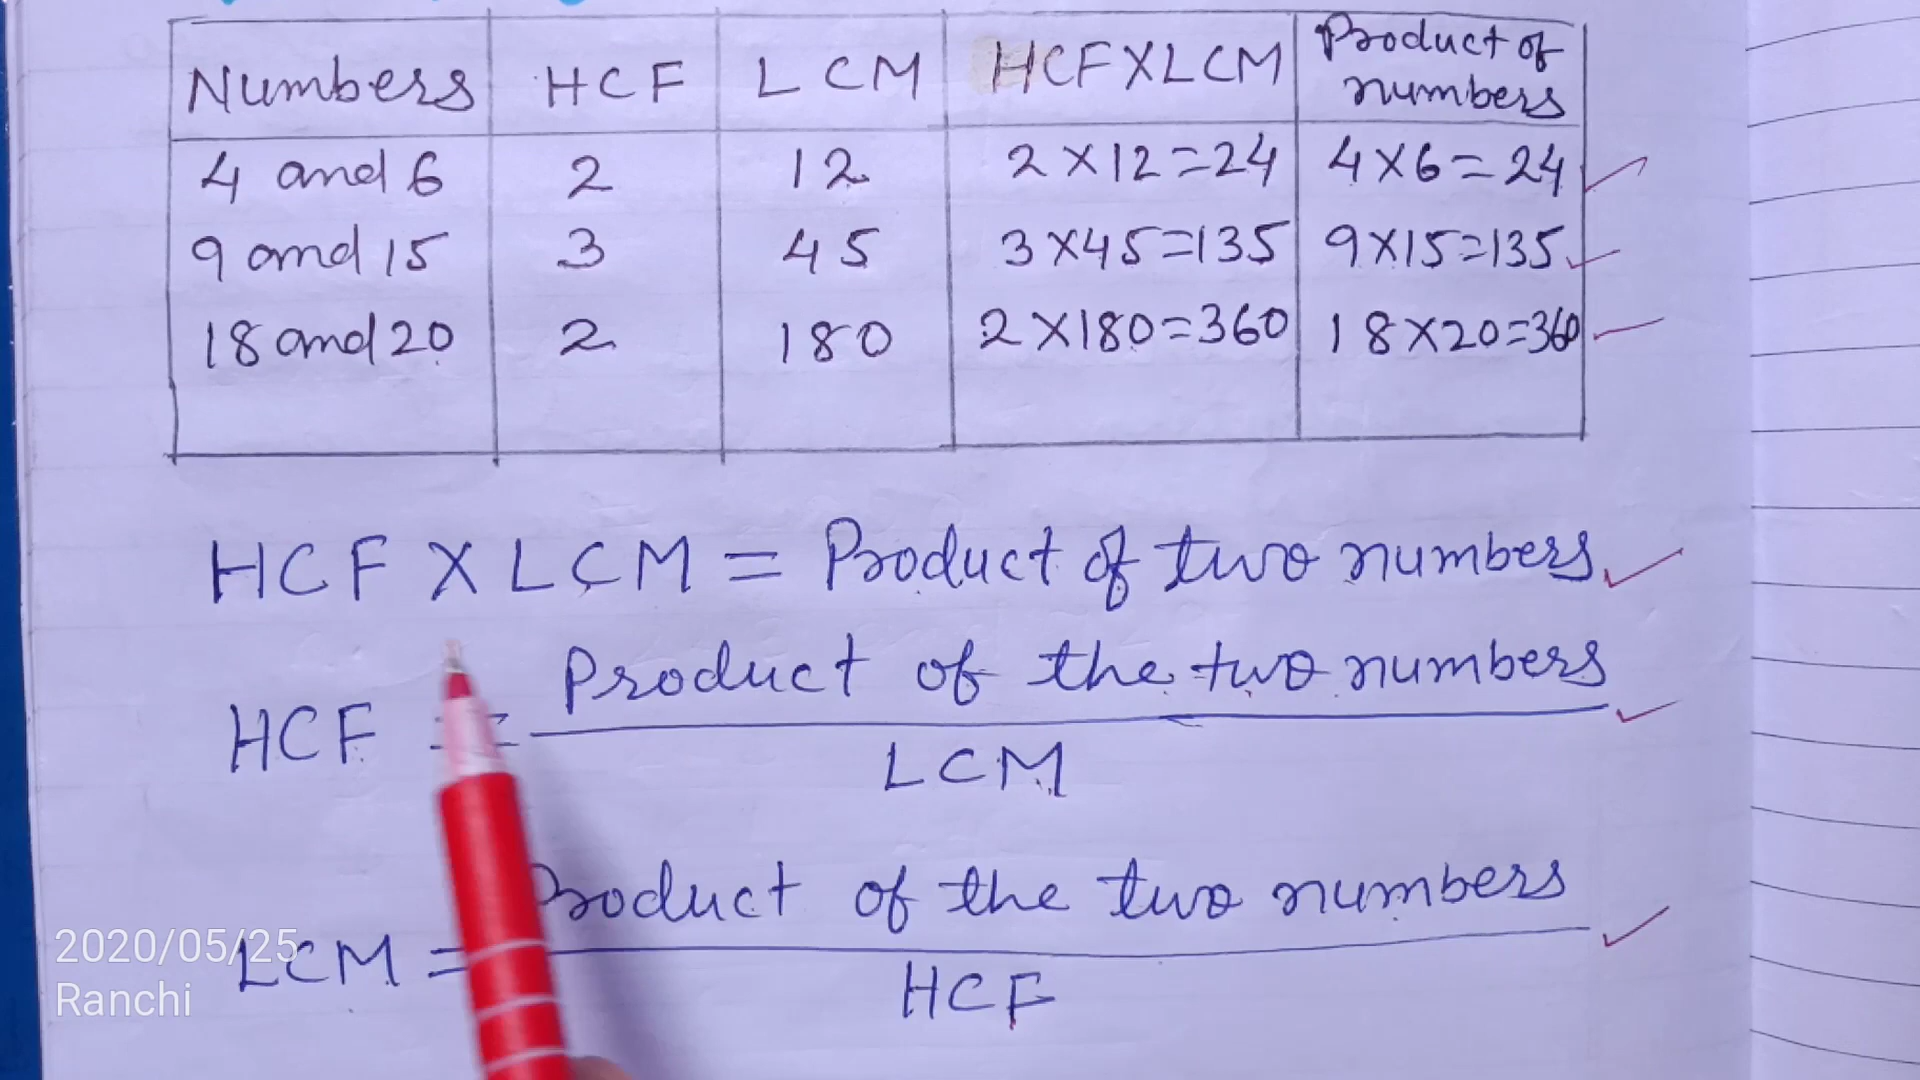 Numbers HCF LCM HCFXLCM Product of numbers
4 and 6 2 12 2×12=24 4×6=24
9 and 15 3 45 3×45=135 9×15=135
18 and 20 2 180 2×180=360 18×20=360
HCF X LCM = Product of two numbers
HCF = Product of the two numbers
LCM
LCM = Product of the two numbers
HCF
2020/05/25
Ranchi